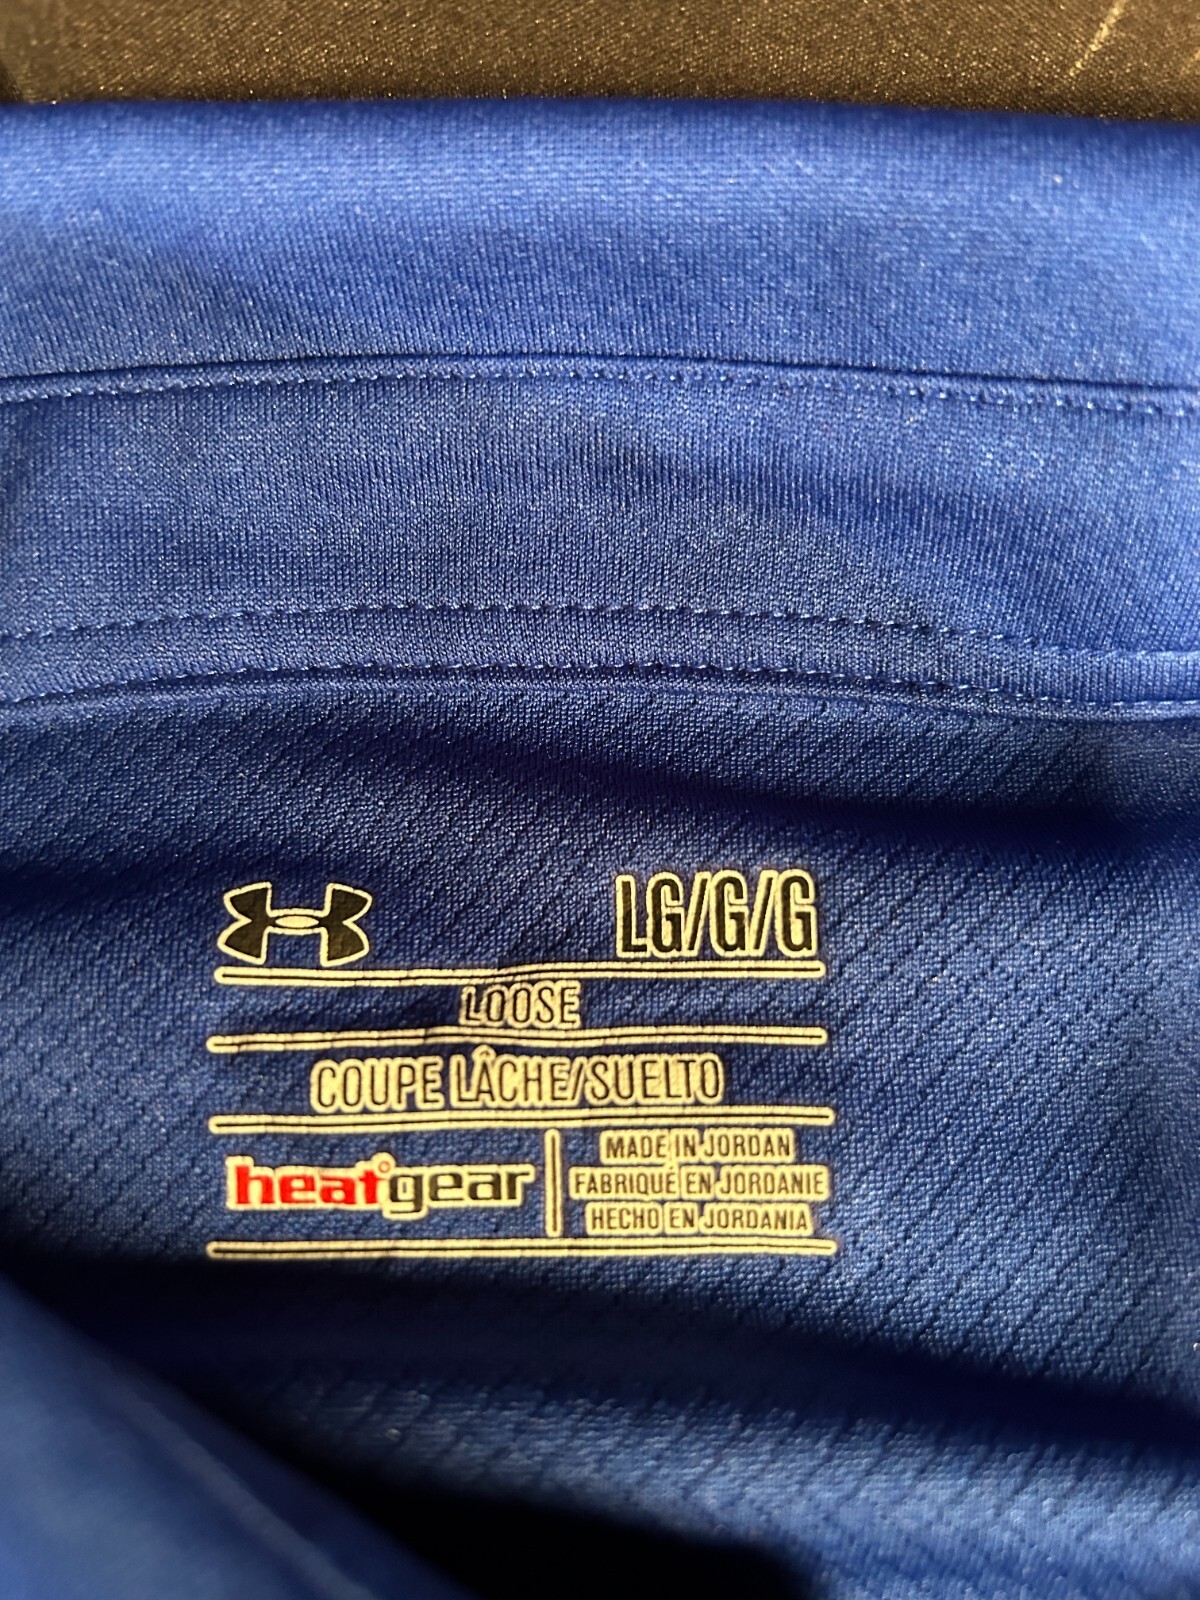 LG/G/G
LOOSE
COUPE LÂCHE/SUELTO
heatgear
MADE IN JORDAN
FABRIQUÉ EN JORDANIE
HECHO EN JORDANIA